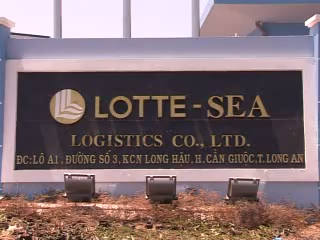 LOTTE - SEA
LOGISTICS CO., LTD.
ĐC: LÔ A1, ĐƯỜNG SỐ 3, KCN LONG HẬU, H. CẦN GIUỘC, T. LONG AN